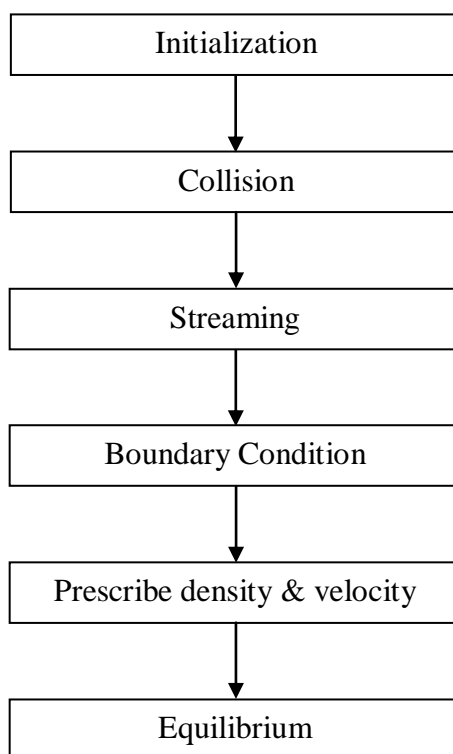 Initialization
Collision
Streaming
Boundary Condition
Prescribe density & velocity
Equilibrium